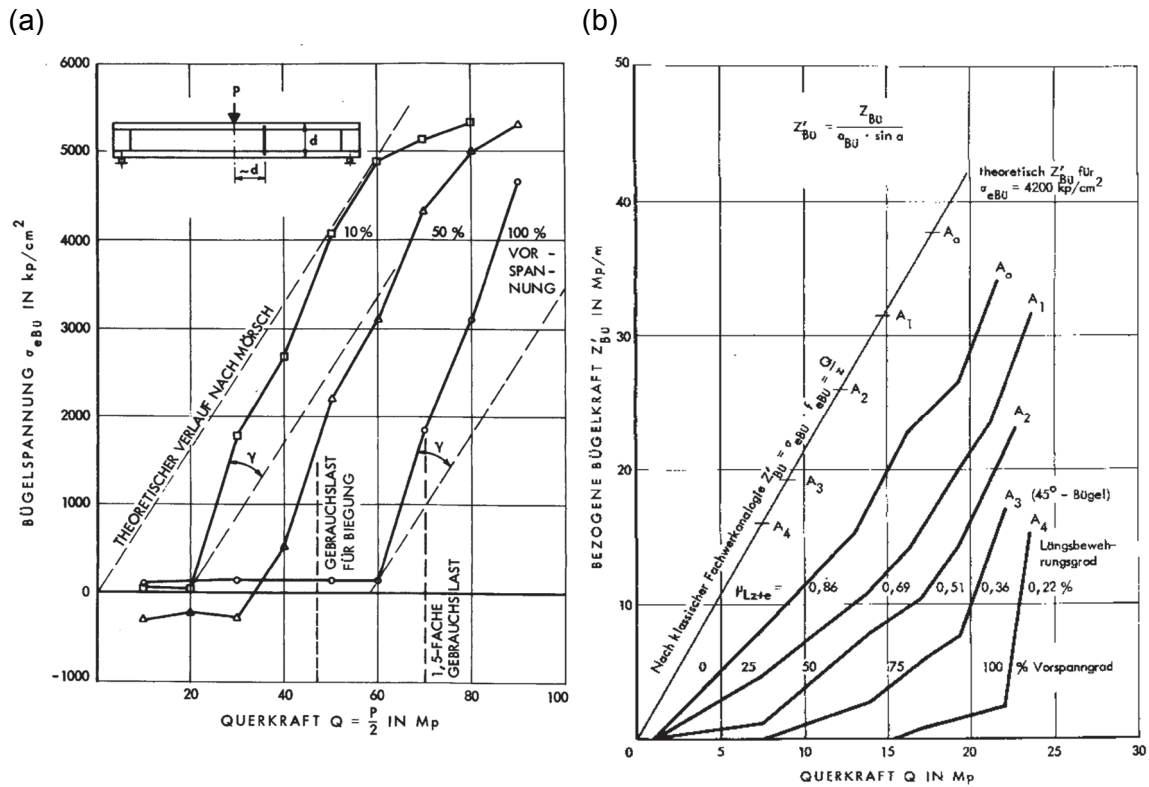 (a)
6000
5000
4000
3000
2000
1000
0
-1000
BÜGELSPANNUNG σeBü IN kp/cm²
P
d
~d
THEORETISCHER VERLAUF NACH MÖRSCH
10 %
50 %
100 %
VOR -
SPAN-
NUNG
γ
γ
GEBRAUCHSLAST
FÜR BIEGUNG
1,5-FACHE
GEBRAUCHSLAST
20
40
60
80
100
QUERKRAFT Q = P/2 IN Mp
(b)
50
40
30
20
10
0
BEZOGENE BÜGELKRAFT Z'Bü IN Mp/m
Z'Bü = ZBü / aBü · sin α
theoretisch Z'Bü für
σeBü = 4200 kp/cm²
Nach klassischer Fachwerkanalogie Z'Bü = σeBü · feBü = Q/z
A₀
A₁
A₂
A₃
A₄
A₀
A₁
A₂
A₃
(45° - Bügel)
A₄
Längsbeweh-
rungsgrad
μLz+e = 0,86 0,69 0,51 0,36 0,22 %
0 25 50 75 100 % Vorspanngrad
5
10
15
20
25
30
QUERKRAFT Q IN Mp